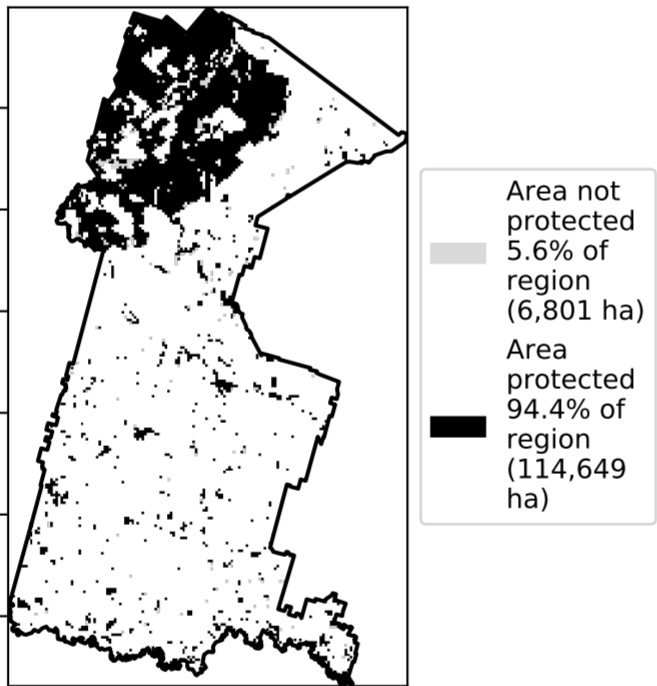 Area not
protected
5.6% of
region
(6,801 ha)
Area
protected
94.4% of
region
(114,649
ha)